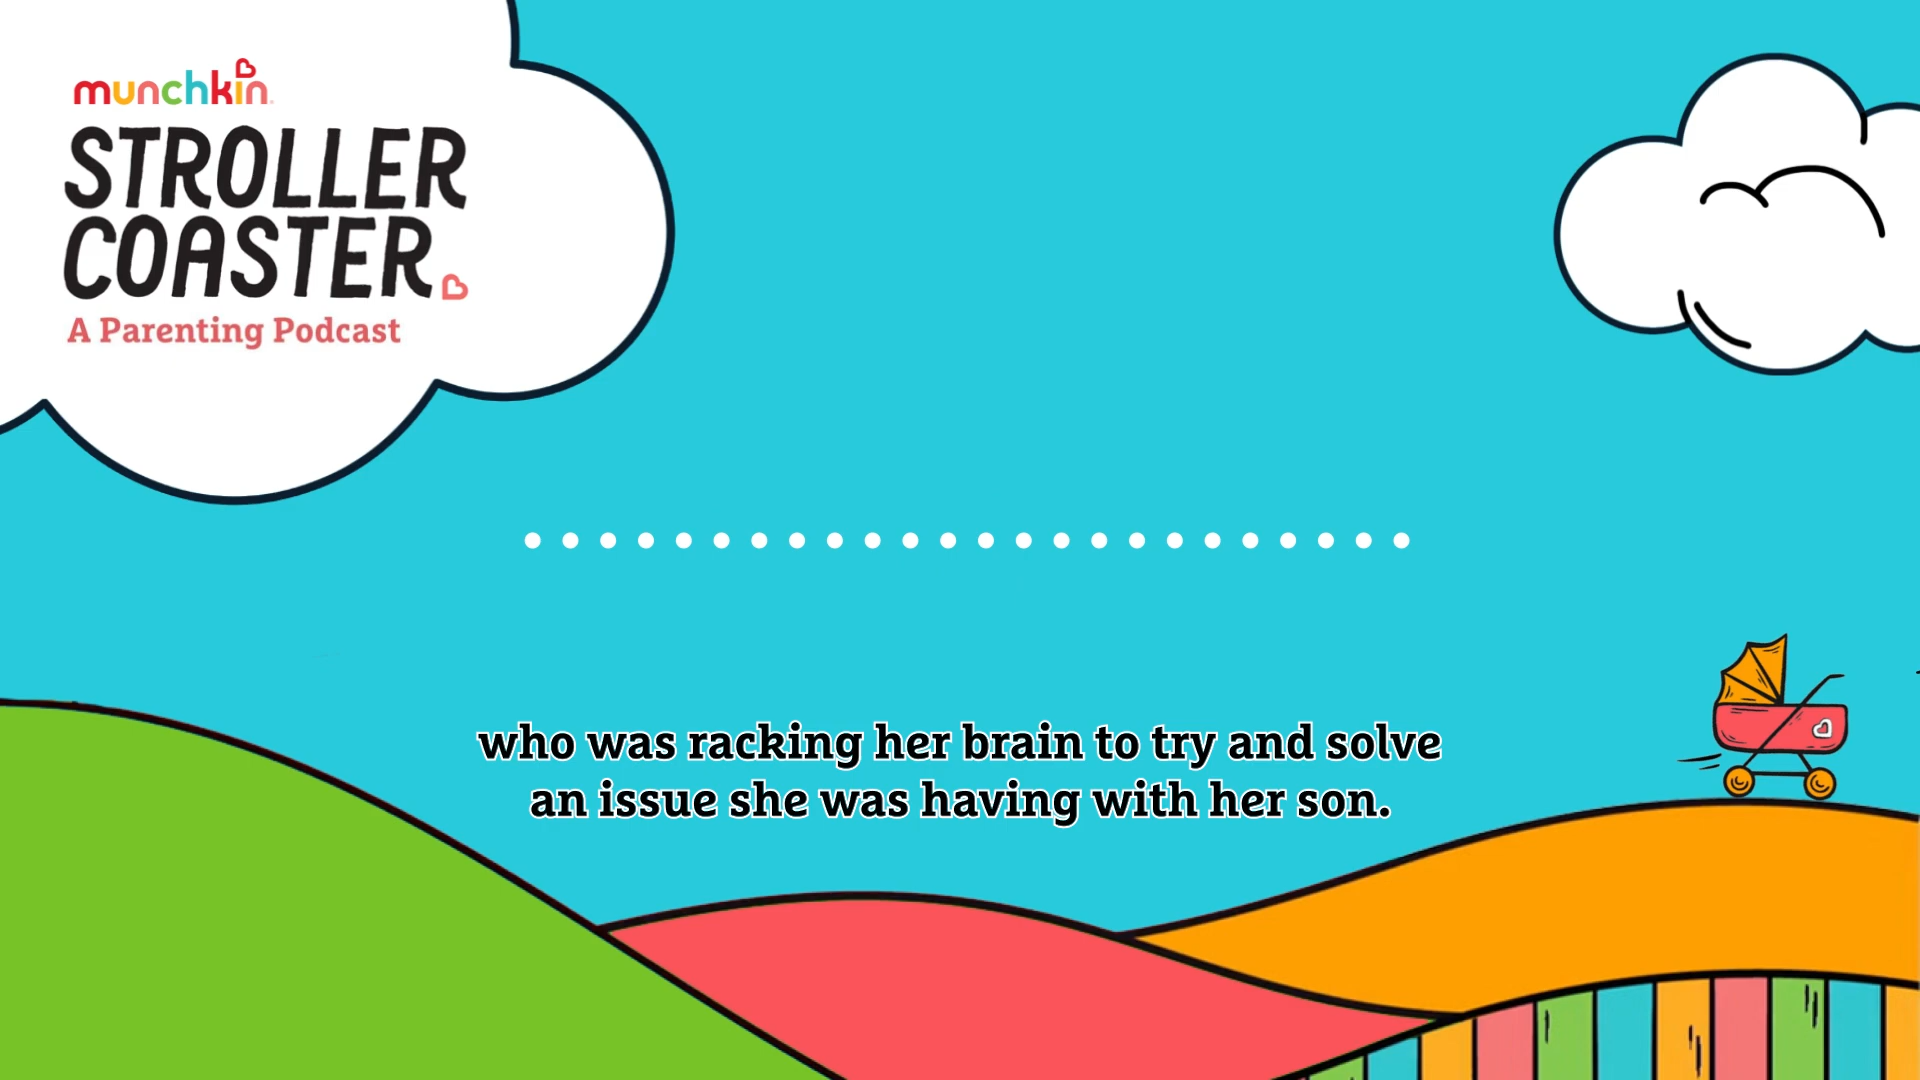 munchkin
STROLLER
COASTER
A Parenting Podcast
who was racking her brain to try and solve
an issue she was having with her son.